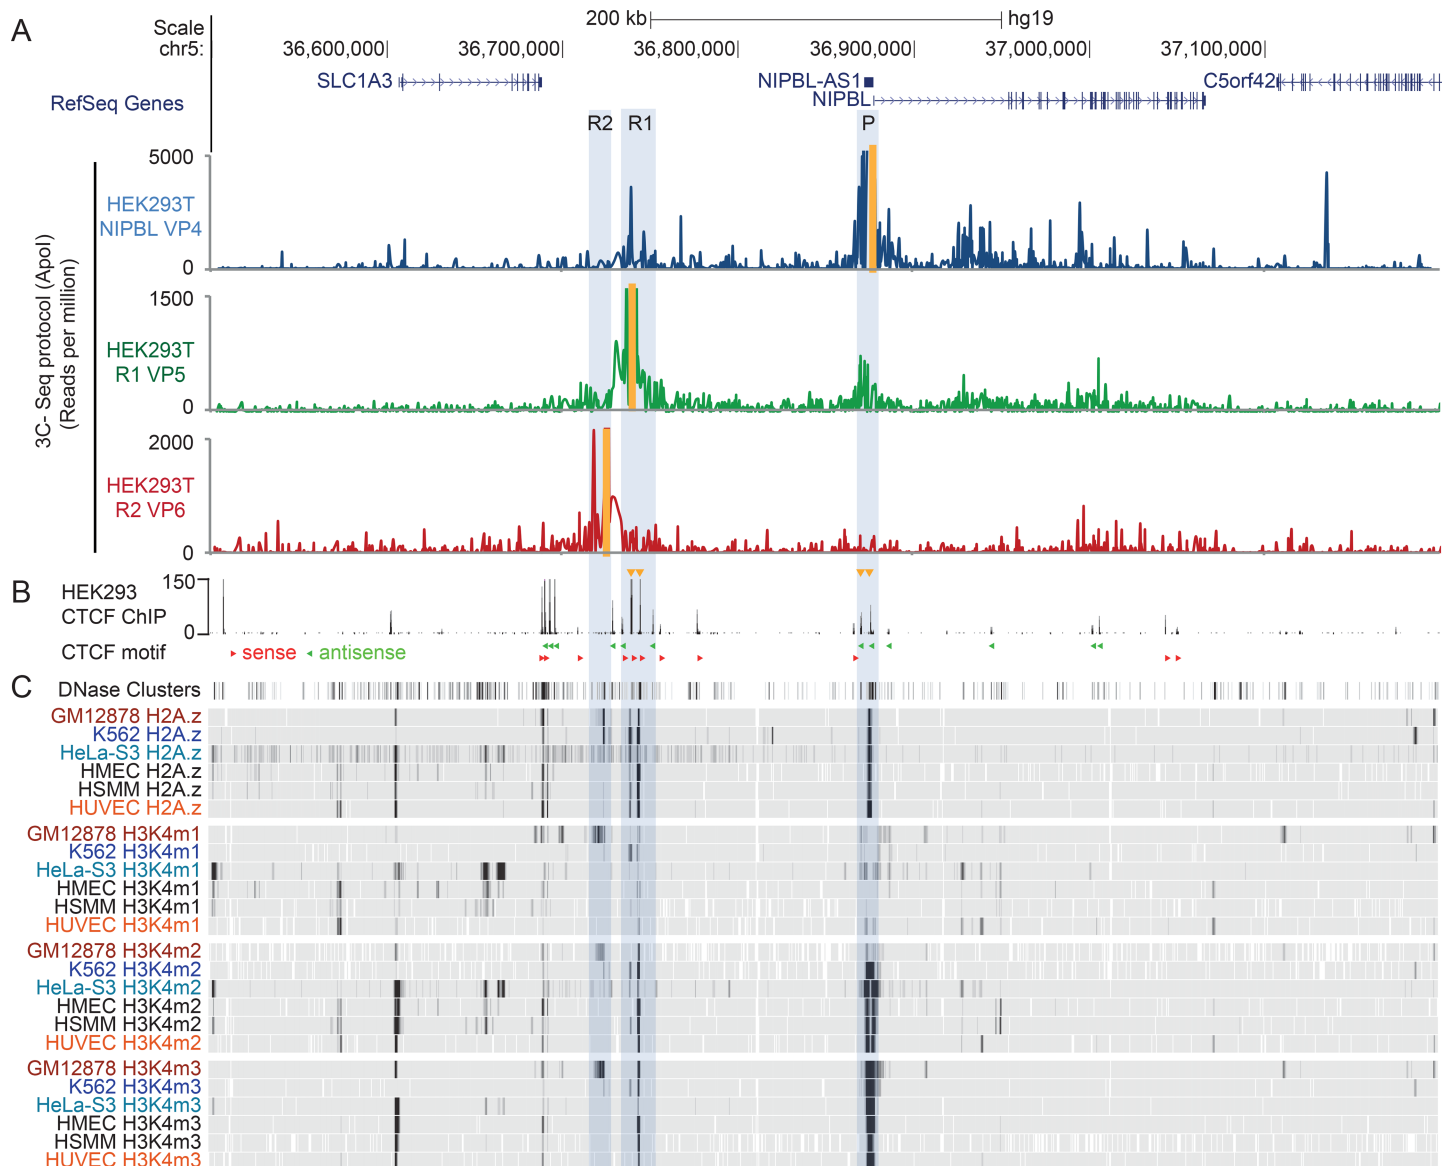 A
Scale
200 kb
hg19
chr5:
36,600,000
36,700,000
36,800,000
36,900,000
37,000,000
37,100,000
SLC1A3
NIPBL-AS1
C5orf42
RefSeq Genes
NIPBL
R2
R1
P
3C- Seq protocol (ApoI)
(Reads per million)
5000
HEK293T
NIPBL VP4
0
1500
HEK293T
R1 VP5
0
2000
HEK293T
R2 VP6
0
B
HEK293
CTCF ChIP
150
0
CTCF motif
sense
antisense
C
DNase Clusters
GM12878 H2A.z
K562 H2A.z
HeLa-S3 H2A.z
HMEC H2A.z
HSMM H2A.z
HUVEC H2A.z
GM12878 H3K4m1
K562 H3K4m1
HeLa-S3 H3K4m1
HMEC H3K4m1
HSMM H3K4m1
HUVEC H3K4m1
GM12878 H3K4m2
K562 H3K4m2
HeLa-S3 H3K4m2
HMEC H3K4m2
HSMM H3K4m2
HUVEC H3K4m2
GM12878 H3K4m3
K562 H3K4m3
HeLa-S3 H3K4m3
HMEC H3K4m3
HSMM H3K4m3
HUVEC H3K4m3